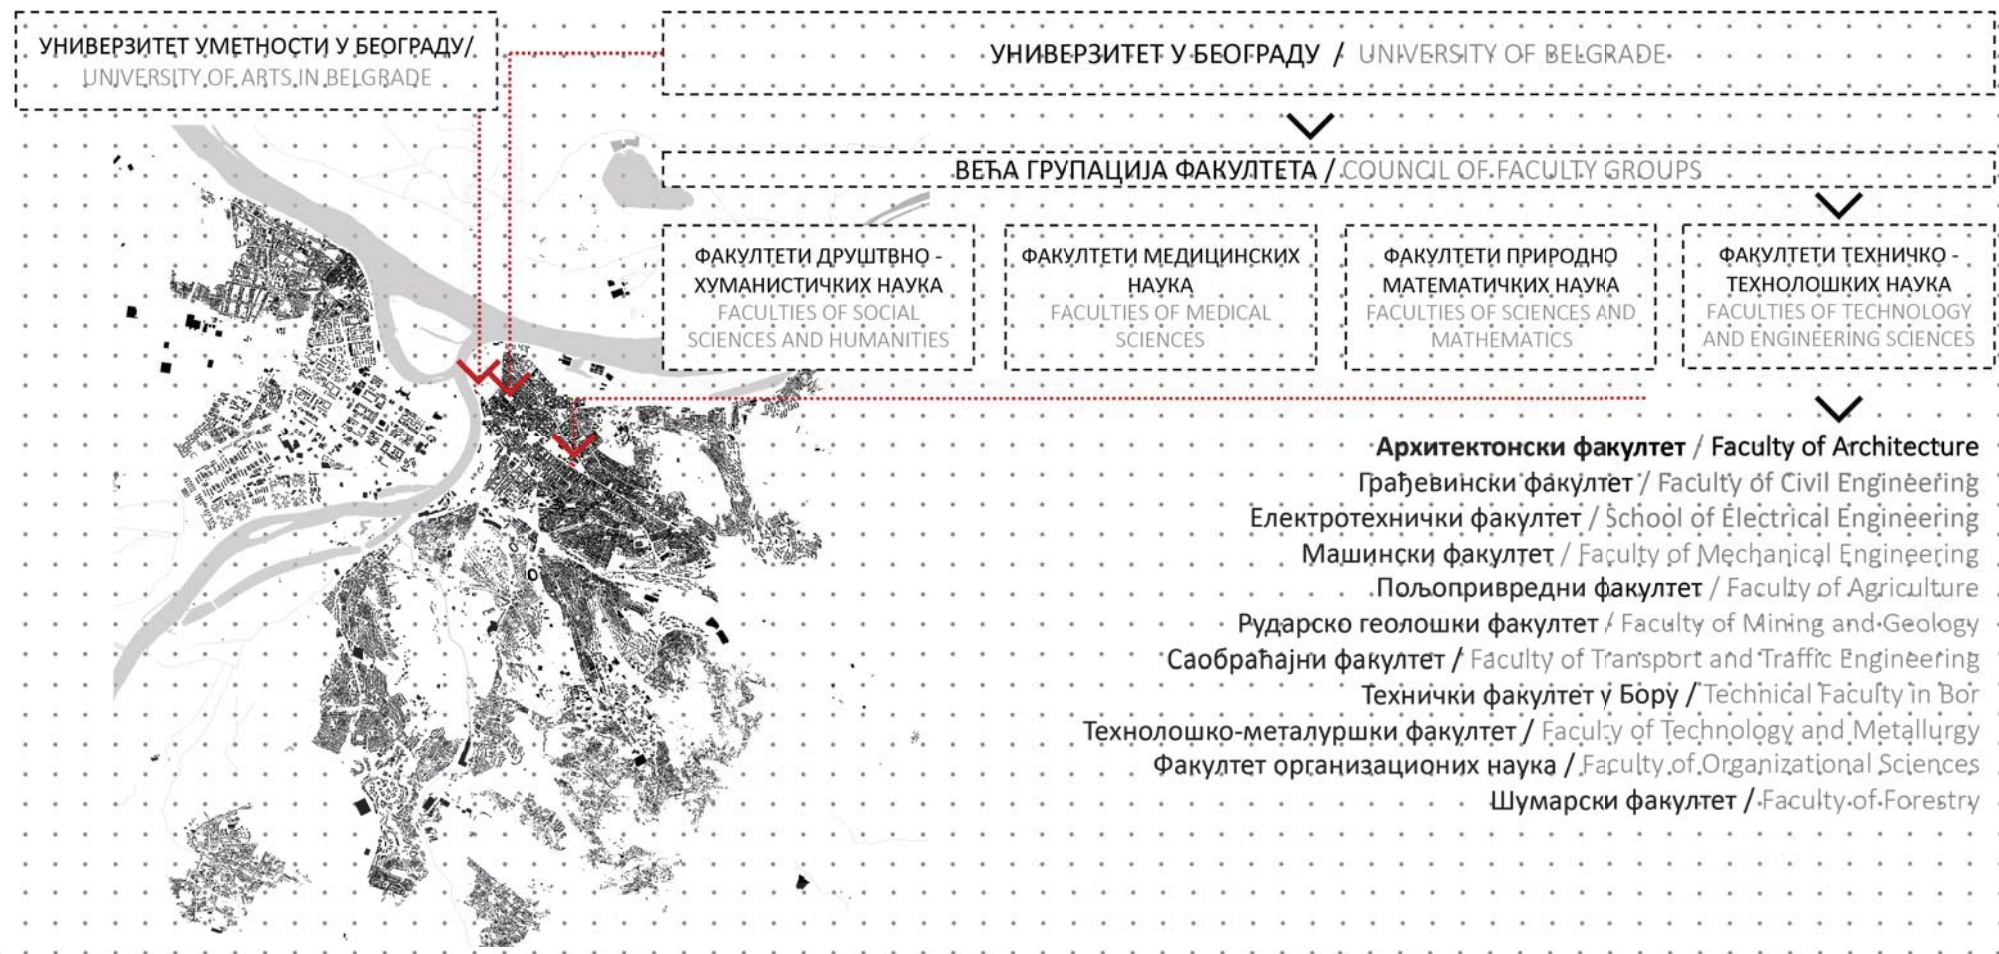 УНИВЕРЗИТЕТ УМЕТНОСТИ У БЕОГРАДУ/
UNIVERSITY OF ARTS IN BELGRADE
УНИВЕРЗИТЕТ У БЕОГРАДУ / UNIVERSITY OF BELGRADE
ВЕЋА ГРУПАЦИЈА ФАКУЛТЕТА / COUNCIL OF FACULTY GROUPS
ФАКУЛТЕТИ ДРУШТВНО -
ХУМАНИСТИЧКИХ НАУКА
FACULTIES OF SOCIAL
SCIENCES AND HUMANITIES
ФАКУЛТЕТИ МЕДИЦИНСКИХ
НАУКА
FACULTIES OF MEDICAL
SCIENCES
ФАКУЛТЕТИ ПРИРОДНО
МАТЕМАТИЧКИХ НАУКА
FACULTIES OF SCIENCES AND
MATHEMATICS
ФАКУЛТЕТИ ТЕХНИЧКО -
ТЕХНОЛОШКИХ НАУКА
FACULTIES OF TECHNOLOGY
AND ENGINEERING SCIENCES
Архитектонски факултет / Faculty of Architecture
Грађевински факултет / Faculty of Civil Engineering
Електротехнички факултет / School of Electrical Engineering
Машински факултет / Faculty of Mechanical Engineering
Пољопривредни факултет / Faculty of Agriculture
Рударско геолошки факултет / Faculty of Mining and Geology
Саобраћајни факултет / Faculty of Transport and Traffic Engineering
Технички факултет у Бору / Technical Faculty in Bor
Технолошко-металуршки факултет / Faculty of Technology and Metallurgy
Факултет организационих наука / Faculty of Organizational Sciences
Шумарски факултет / Faculty of Forestry